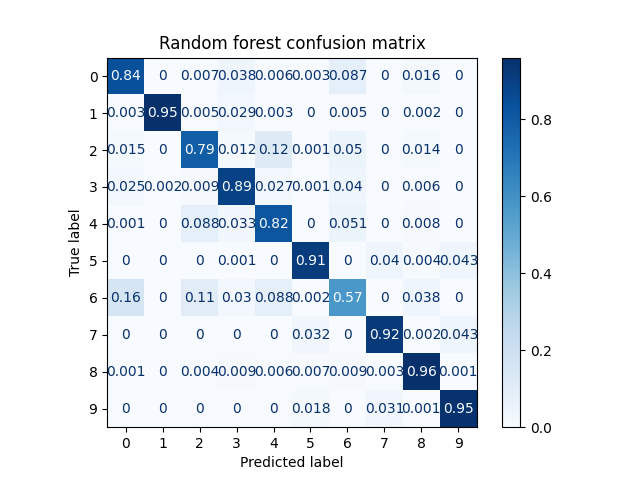 Random forest confusion matrix
0 0.84 0 0.007 0.038 0.006 0.003 0.087 0 0.016 0
1 0.003 0.95 0.005 0.029 0.003 0 0.005 0 0.002 0
2 0.015 0 0.79 0.012 0.12 0.001 0.05 0 0.014 0
3 0.025 0.002 0.009 0.89 0.027 0.001 0.04 0 0.006 0
4 0.001 0 0.088 0.033 0.82 0 0.051 0 0.008 0
5 0 0 0 0.001 0 0.91 0 0.04 0.004 0.043
6 0.16 0 0.11 0.03 0.088 0.002 0.57 0 0.038 0
7 0 0 0 0 0 0.032 0 0.92 0.002 0.043
8 0.001 0 0.004 0.009 0.006 0.007 0.009 0.003 0.96 0.001
9 0 0 0 0 0 0.018 0 0.031 0.001 0.95
0 1 2 3 4 5 6 7 8 9
Predicted label
True label
0.8
0.6
0.4
0.2
0.0